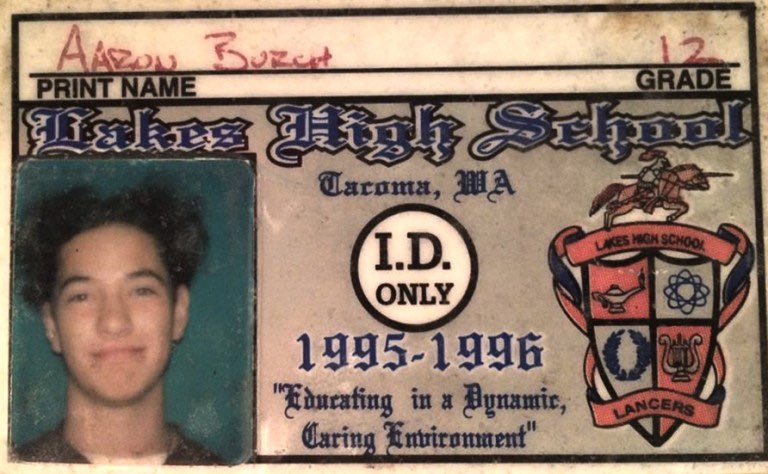 Aaron Burch 12
PRINT NAME GRADE
Lakes High School
Tacoma, WA
I.D.
ONLY
1995-1996
"Educating in a Dynamic,
Caring Environment"
LAKES HIGH SCHOOL
LANCERS